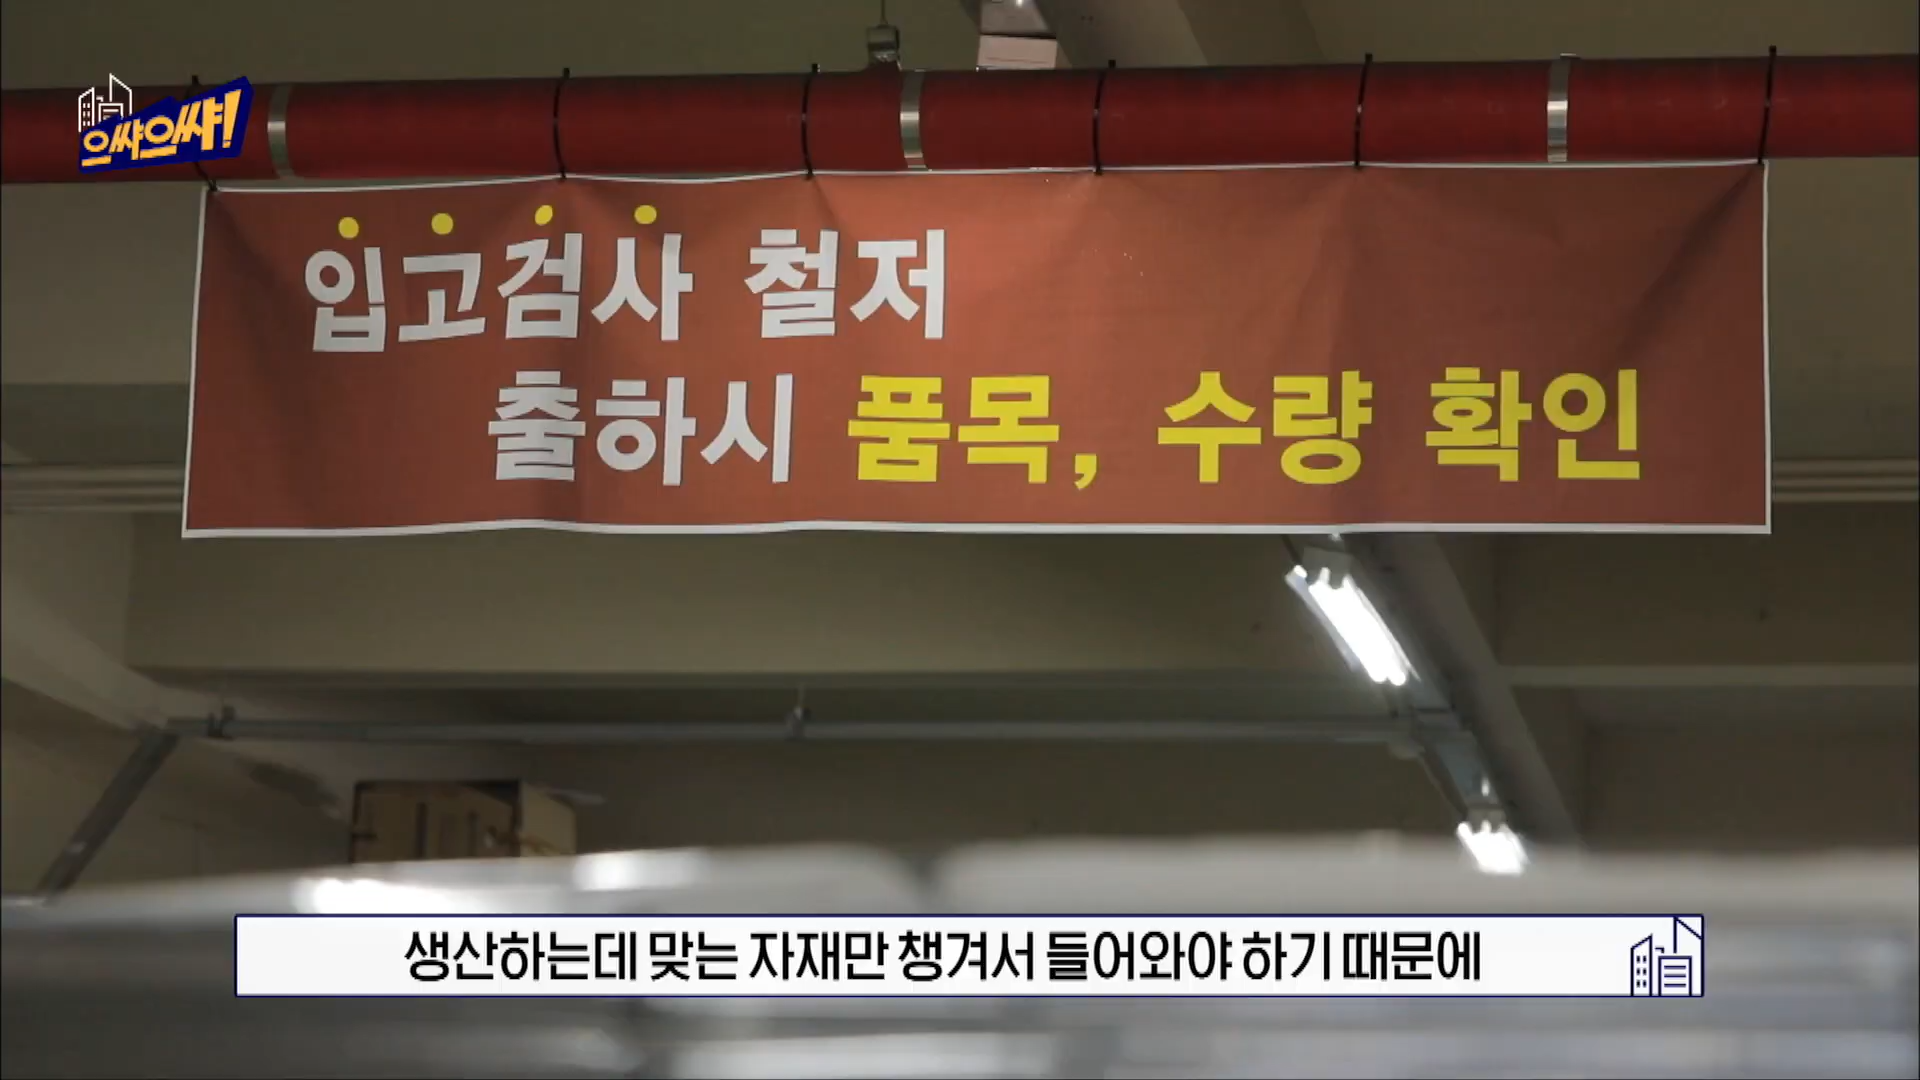 으쌰으쌰!
입고검사 철저
출하시 품목, 수량 확인
생산하는데 맞는 자재만 챙겨서 들어와야 하기 때문에